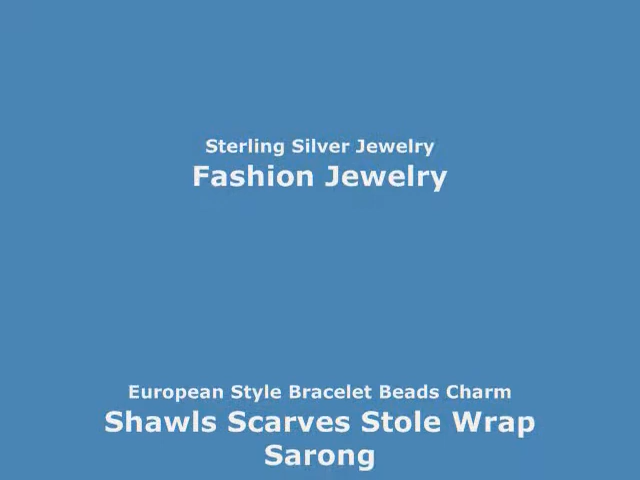 Sterling Silver Jewelry
Fashion Jewelry
European Style Bracelet Beads Charm
Shawls Scarves Stole Wrap
Sarong